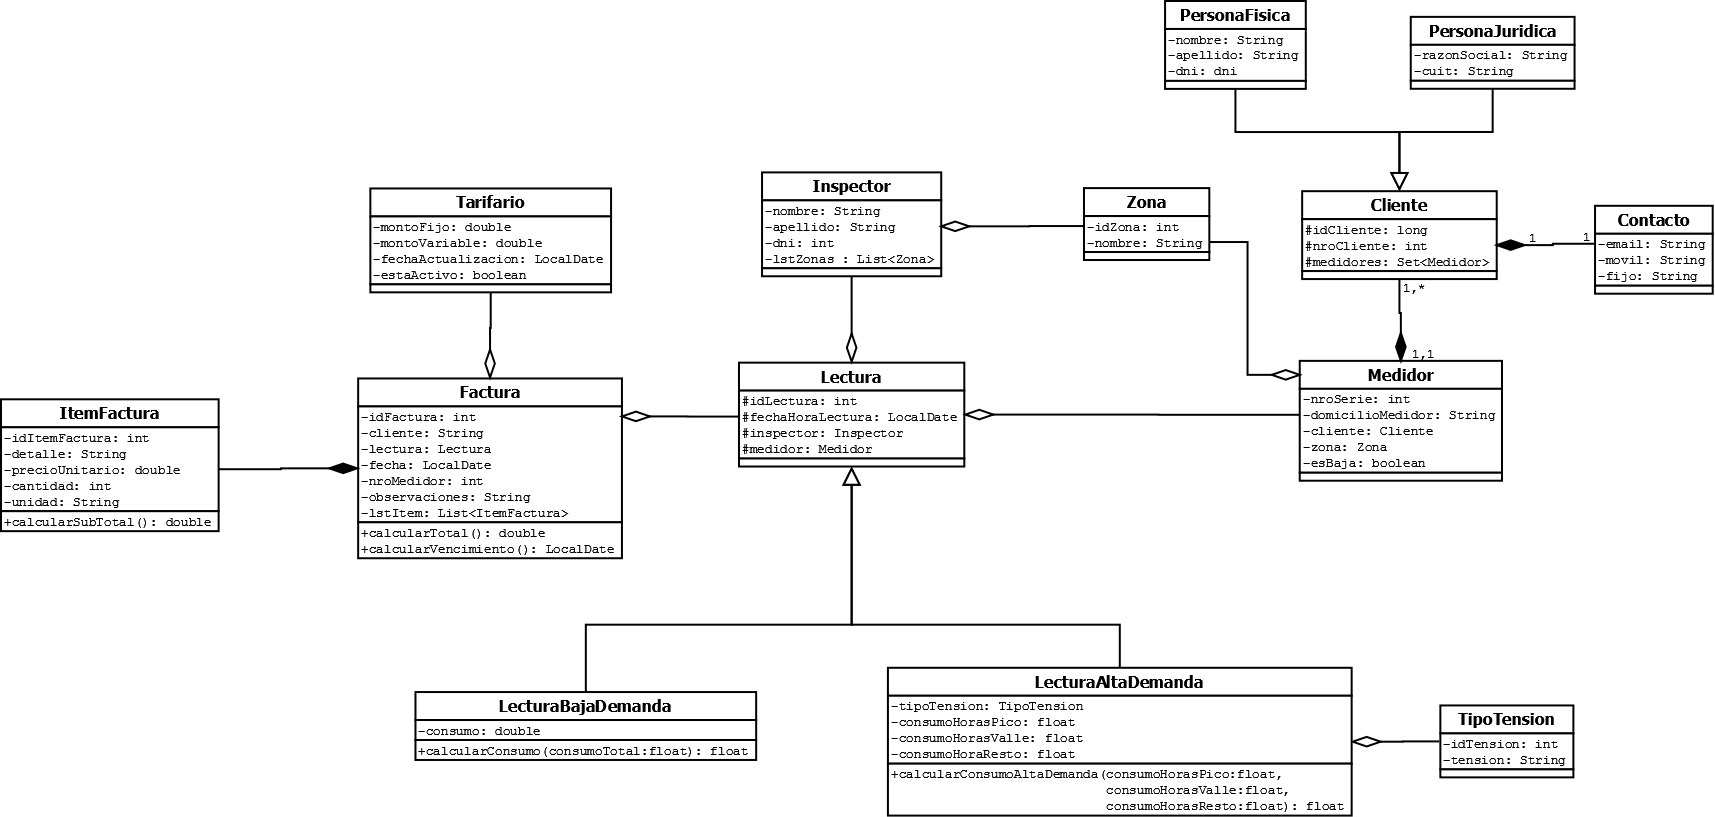 PersonaFisica
-nombre: String
-apellido: String
-dni: dni
PersonaJuridica
-razonSocial: String
-cuit: String
Tarifario
-montoFijo: double
-montoVariable: double
-fechaActualizacion: LocalDate
-estaActivo: boolean
Inspector
-nombre: String
-apellido: String
-dni: int
-lstZonas : List<Zona>
Zona
-idZona: int
-nombre: String
Cliente
#idCliente: long
#nroCliente: int
#medidores: Set<Medidor>
1
1
Contacto
-email: String
-movil: String
-fijo: String
1,*
1,1
ItemFactura
-idItemFactura: int
-detalle: String
-precioUnitario: double
-cantidad: int
-unidad: String
+calcularSubTotal(): double
Factura
-idFactura: int
-cliente: String
-lectura: Lectura
-fecha: LocalDate
-nroMedidor: int
-observaciones: String
-lstItem: List<ItemFactura>
+calcularTotal(): double
+calcularVencimiento(): LocalDate
Lectura
#idLectura: int
#fechaHoraLectura: LocalDate
#inspector: Inspector
#medidor: Medidor
Medidor
-nroSerie: int
-domicilioMedidor: String
-cliente: Cliente
-zona: Zona
-esBaja: boolean
LecturaBajaDemanda
-consumo: double
+calcularConsumo(consumoTotal:float): float
LecturaAltaDemanda
-tipoTension: TipoTension
-consumoHorasPico: float
-consumoHorasValle: float
-consumoHoraResto: float
+calcularConsumoAltaDemanda(consumoHorasPico:float,
consumoHorasValle:float,
consumoHorasResto:float): float
TipoTension
-idTension: int
-tension: String